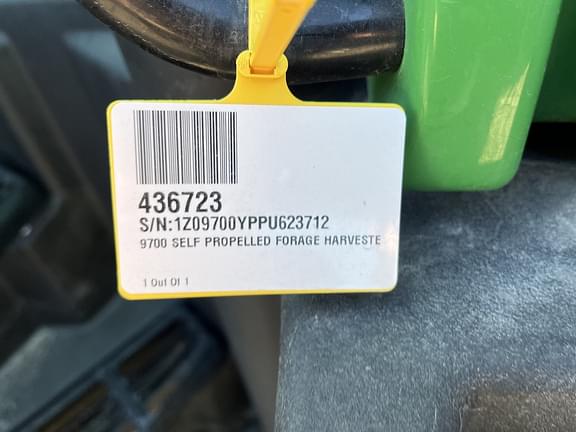 436723
S/N:1Z09700YPPU623712
9700 SELF PROPELLED FORAGE HARVESTE
1 Out Of 1